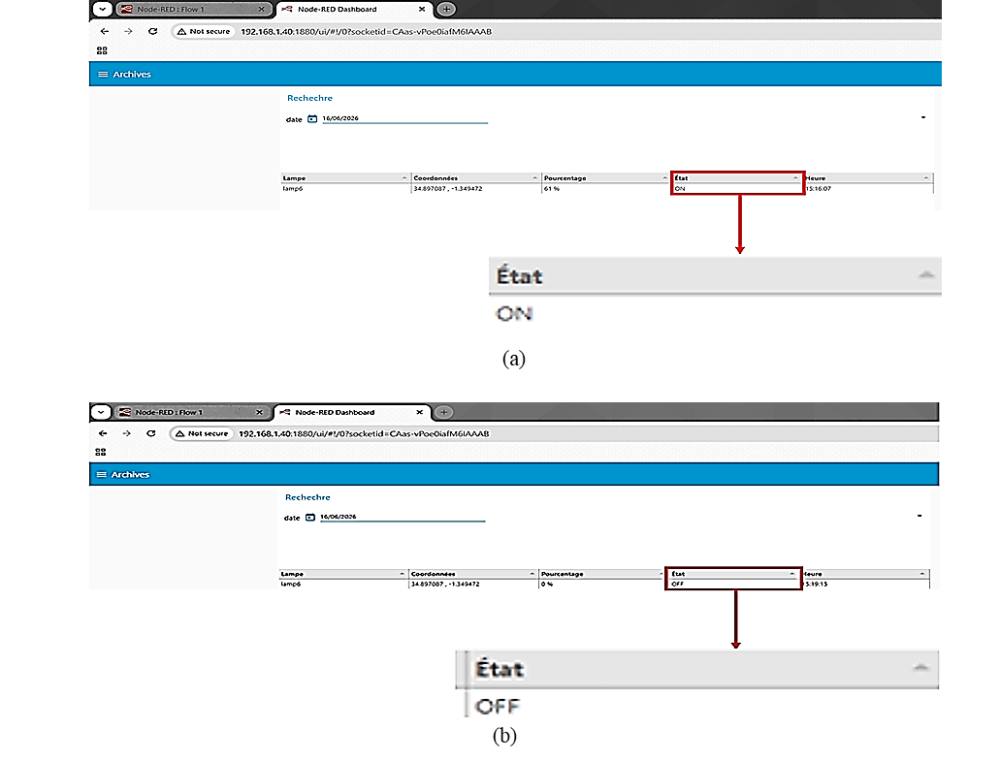 Node-RED : Flow 1
Node-RED Dashboard
Not secure 192.168.1.40:1880/ui/#!/0?socketid=CAas-vPoe0iafM6IAAAB
Archives
Rechechre
date 16/06/2026
Lampe Coordonnées Pourcentage État Heure
lamp6 34.897087 , -1.349472 61 % ON 15:16:07
État
ON
(a)
Node-RED : Flow 1
Node-RED Dashboard
Not secure 192.168.1.40:1880/ui/#!/0?socketid=CAas-vPoe0iafM6IAAAB
Archives
Rechechre
date 16/06/2026
Lampe Coordonnées Pourcentage État Heure
lamp6 34.897087 , -1.349472 0 % OFF 15:19:15
État
OFF
(b)